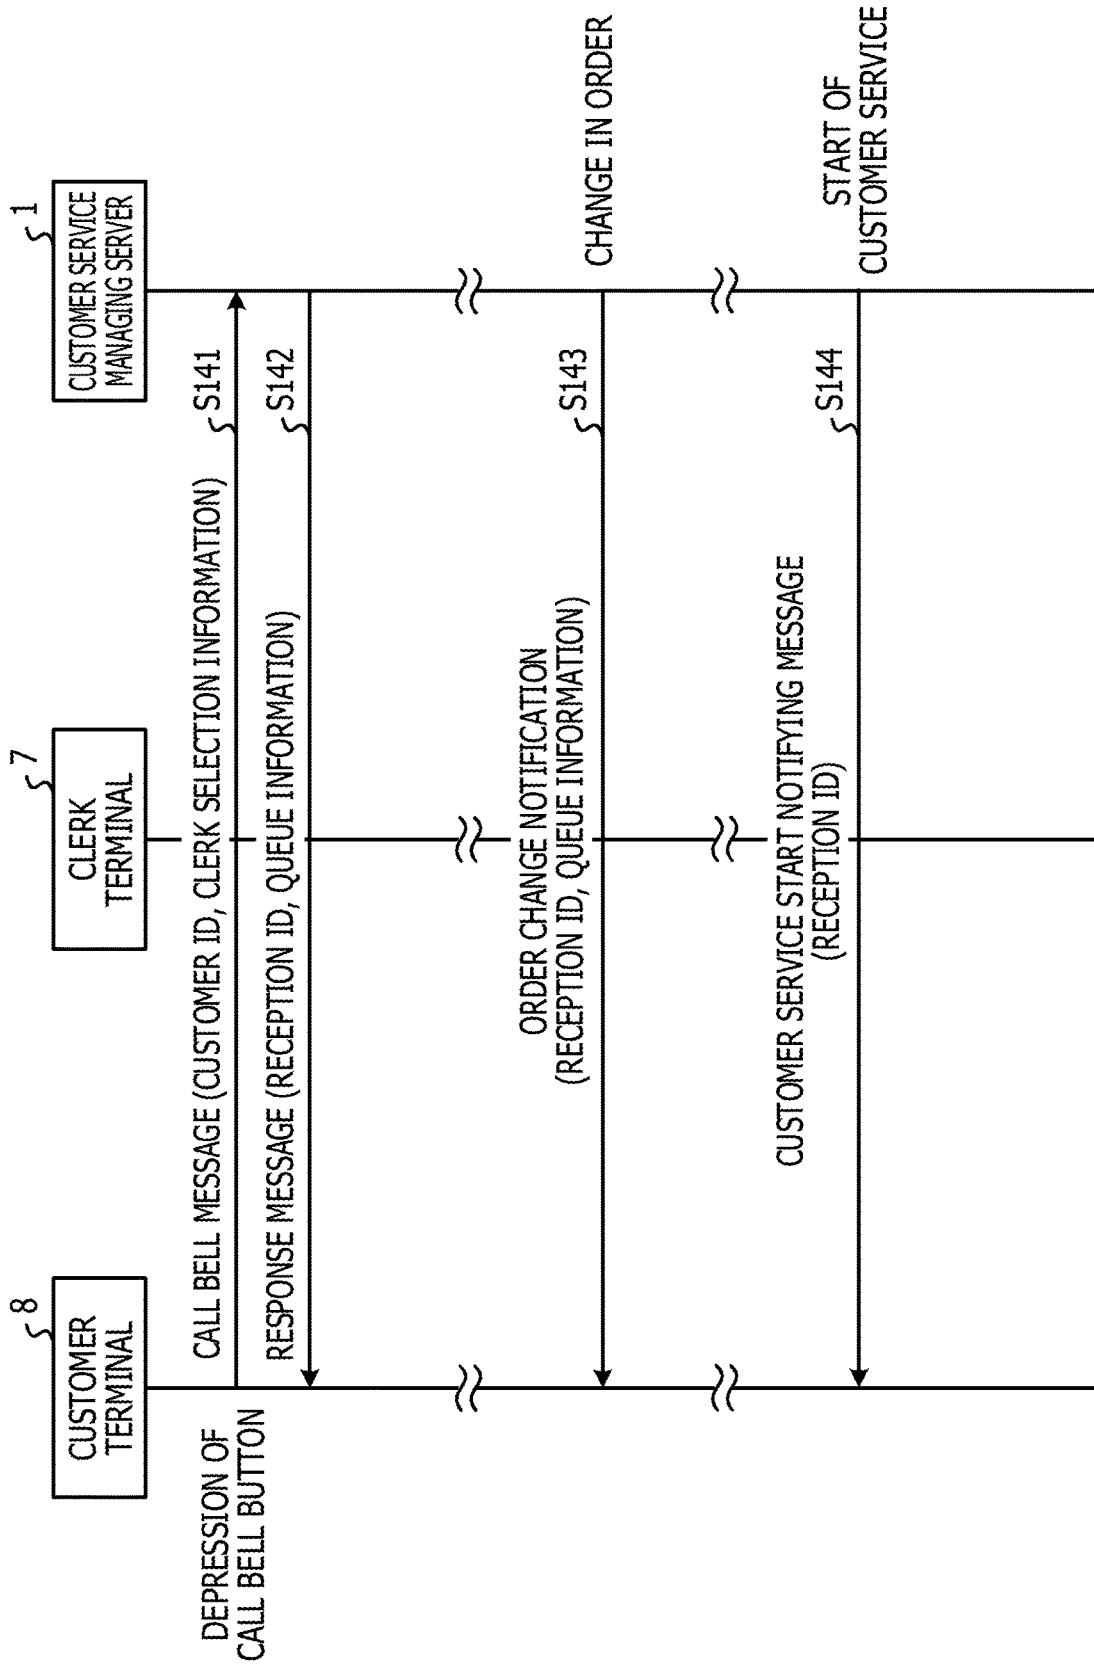 8
CUSTOMER
TERMINAL
7
CLERK
TERMINAL
1
CUSTOMER SERVICE
MANAGING SERVER
DEPRESSION OF
CALL BELL BUTTON
CALL BELL MESSAGE (CUSTOMER ID, CLERK SELECTION INFORMATION)
S141
RESPONSE MESSAGE (RECEPTION ID, QUEUE INFORMATION)
S142
ORDER CHANGE NOTIFICATION
(RECEPTION ID, QUEUE INFORMATION)
S143
CHANGE IN ORDER
CUSTOMER SERVICE START NOTIFYING MESSAGE
(RECEPTION ID)
S144
START OF
CUSTOMER SERVICE